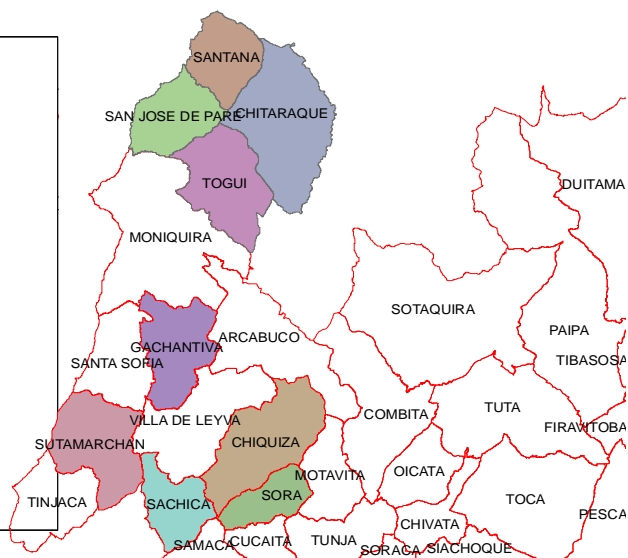 SANTANA
SAN JOSE DE PARE
CHITARAQUE
TOGUI
DUITAMA
MONIQUIRA
SOTAQUIRA
GACHANTIVA
ARCABUCO
PAIPA
SANTA SOFIA
TIBASOSA
VILLA DE LEYVA
COMBITA
TUTA
FIRAVITOBA
SUTAMARCHAN
CHIQUIZA
OICATA
MOTAVITA
TINJACA
SACHICA
SORA
TOCA
PESCA
CHIVATA
SAMACA
CUCAITA
TUNJA
SORACA
SIACHOQUE